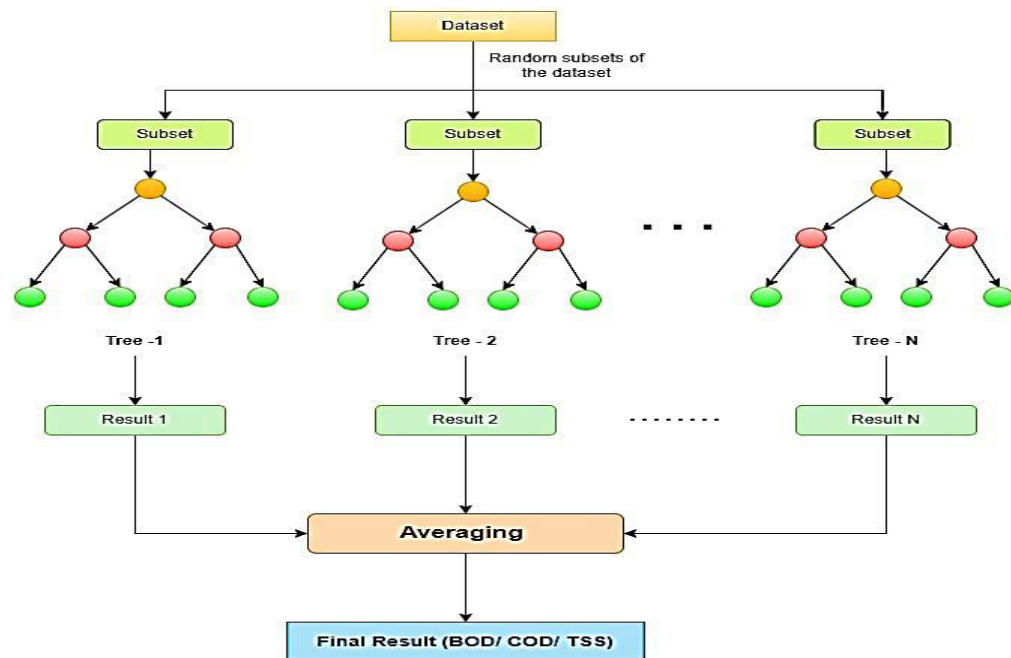 Dataset
Random subsets of
the dataset
Subset
Subset
Subset
Tree -1
Tree - 2
Tree - N
Result 1
Result 2
Result N
Averaging
Final Result (BOD/ COD/ TSS)